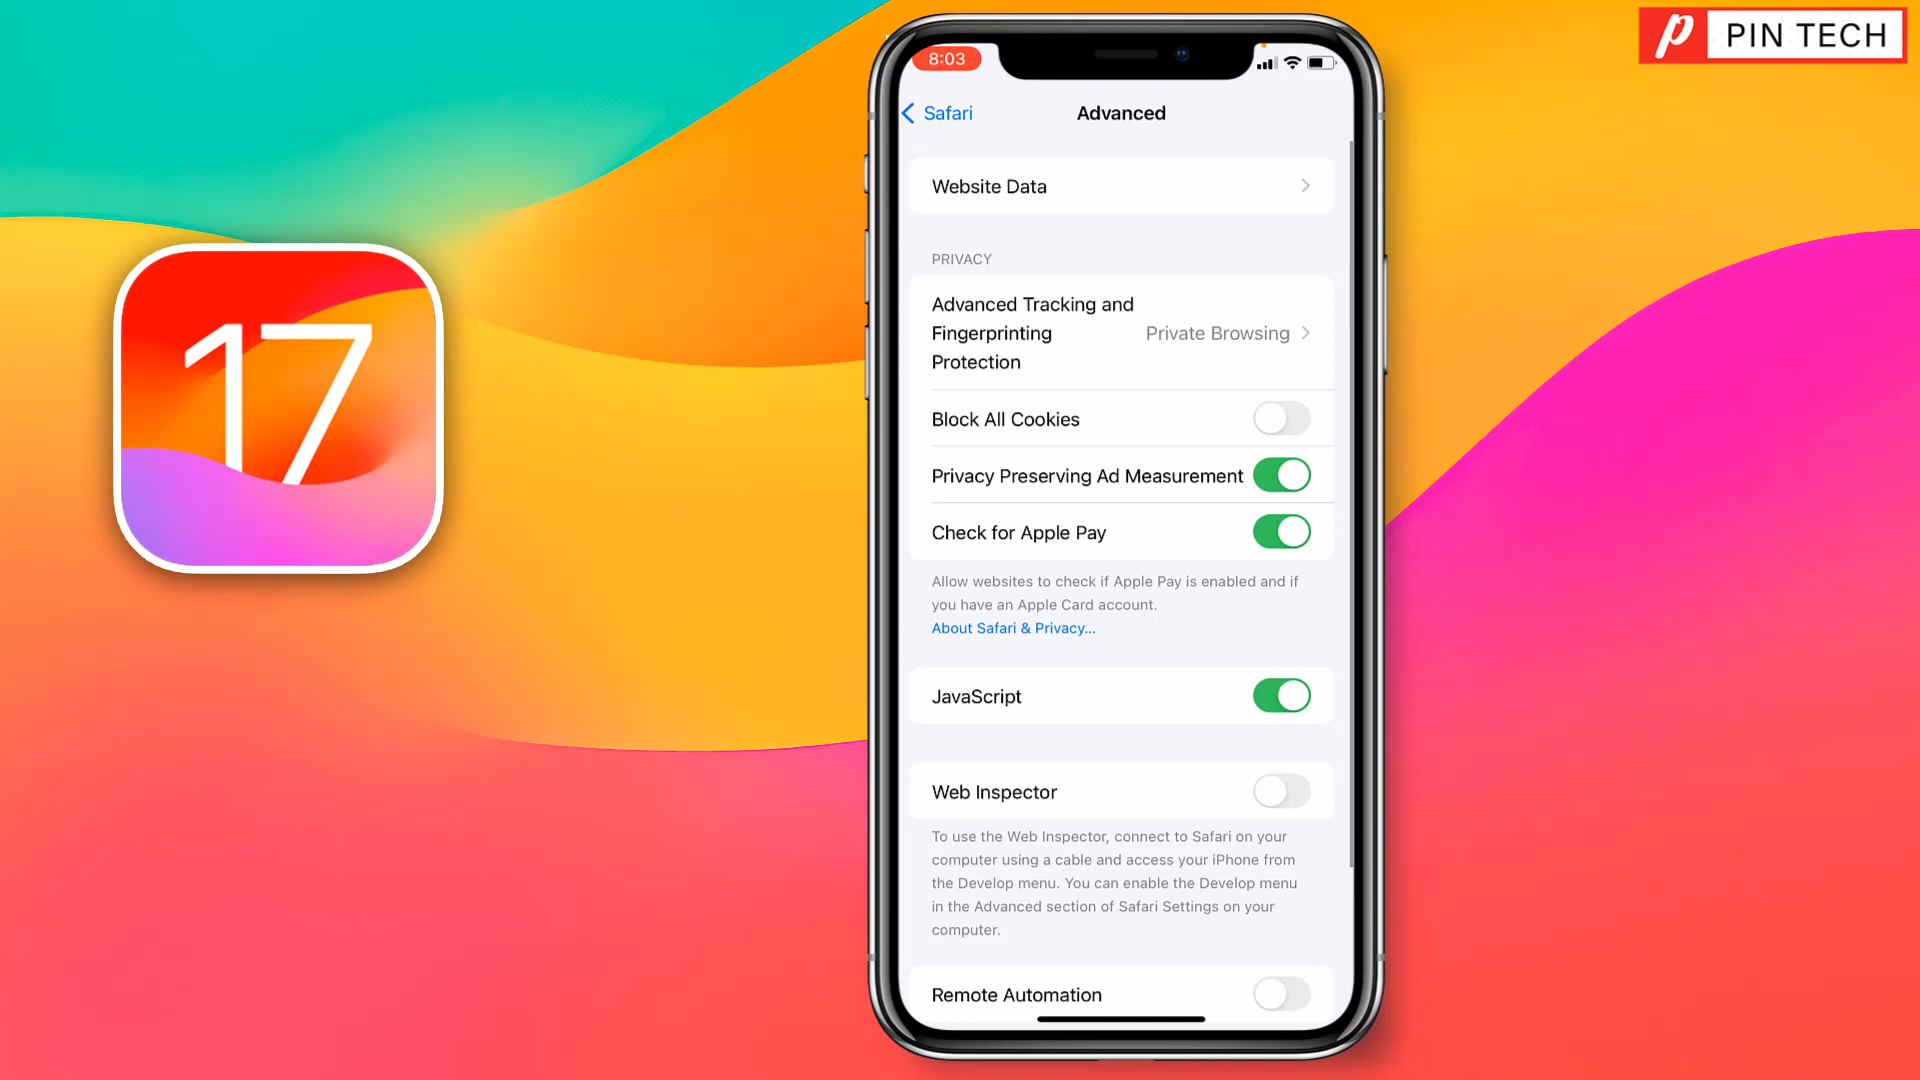 PIN TECH
17
8:03
Safari
Advanced
Website Data
PRIVACY
Advanced Tracking and
Fingerprinting
Protection
Private Browsing
Block All Cookies
Privacy Preserving Ad Measurement
Check for Apple Pay
Allow websites to check if Apple Pay is enabled and if
you have an Apple Card account.
About Safari & Privacy...
JavaScript
Web Inspector
To use the Web Inspector, connect to Safari on your
computer using a cable and access your iPhone from
the Develop menu. You can enable the Develop menu
in the Advanced section of Safari Settings on your
computer.
Remote Automation